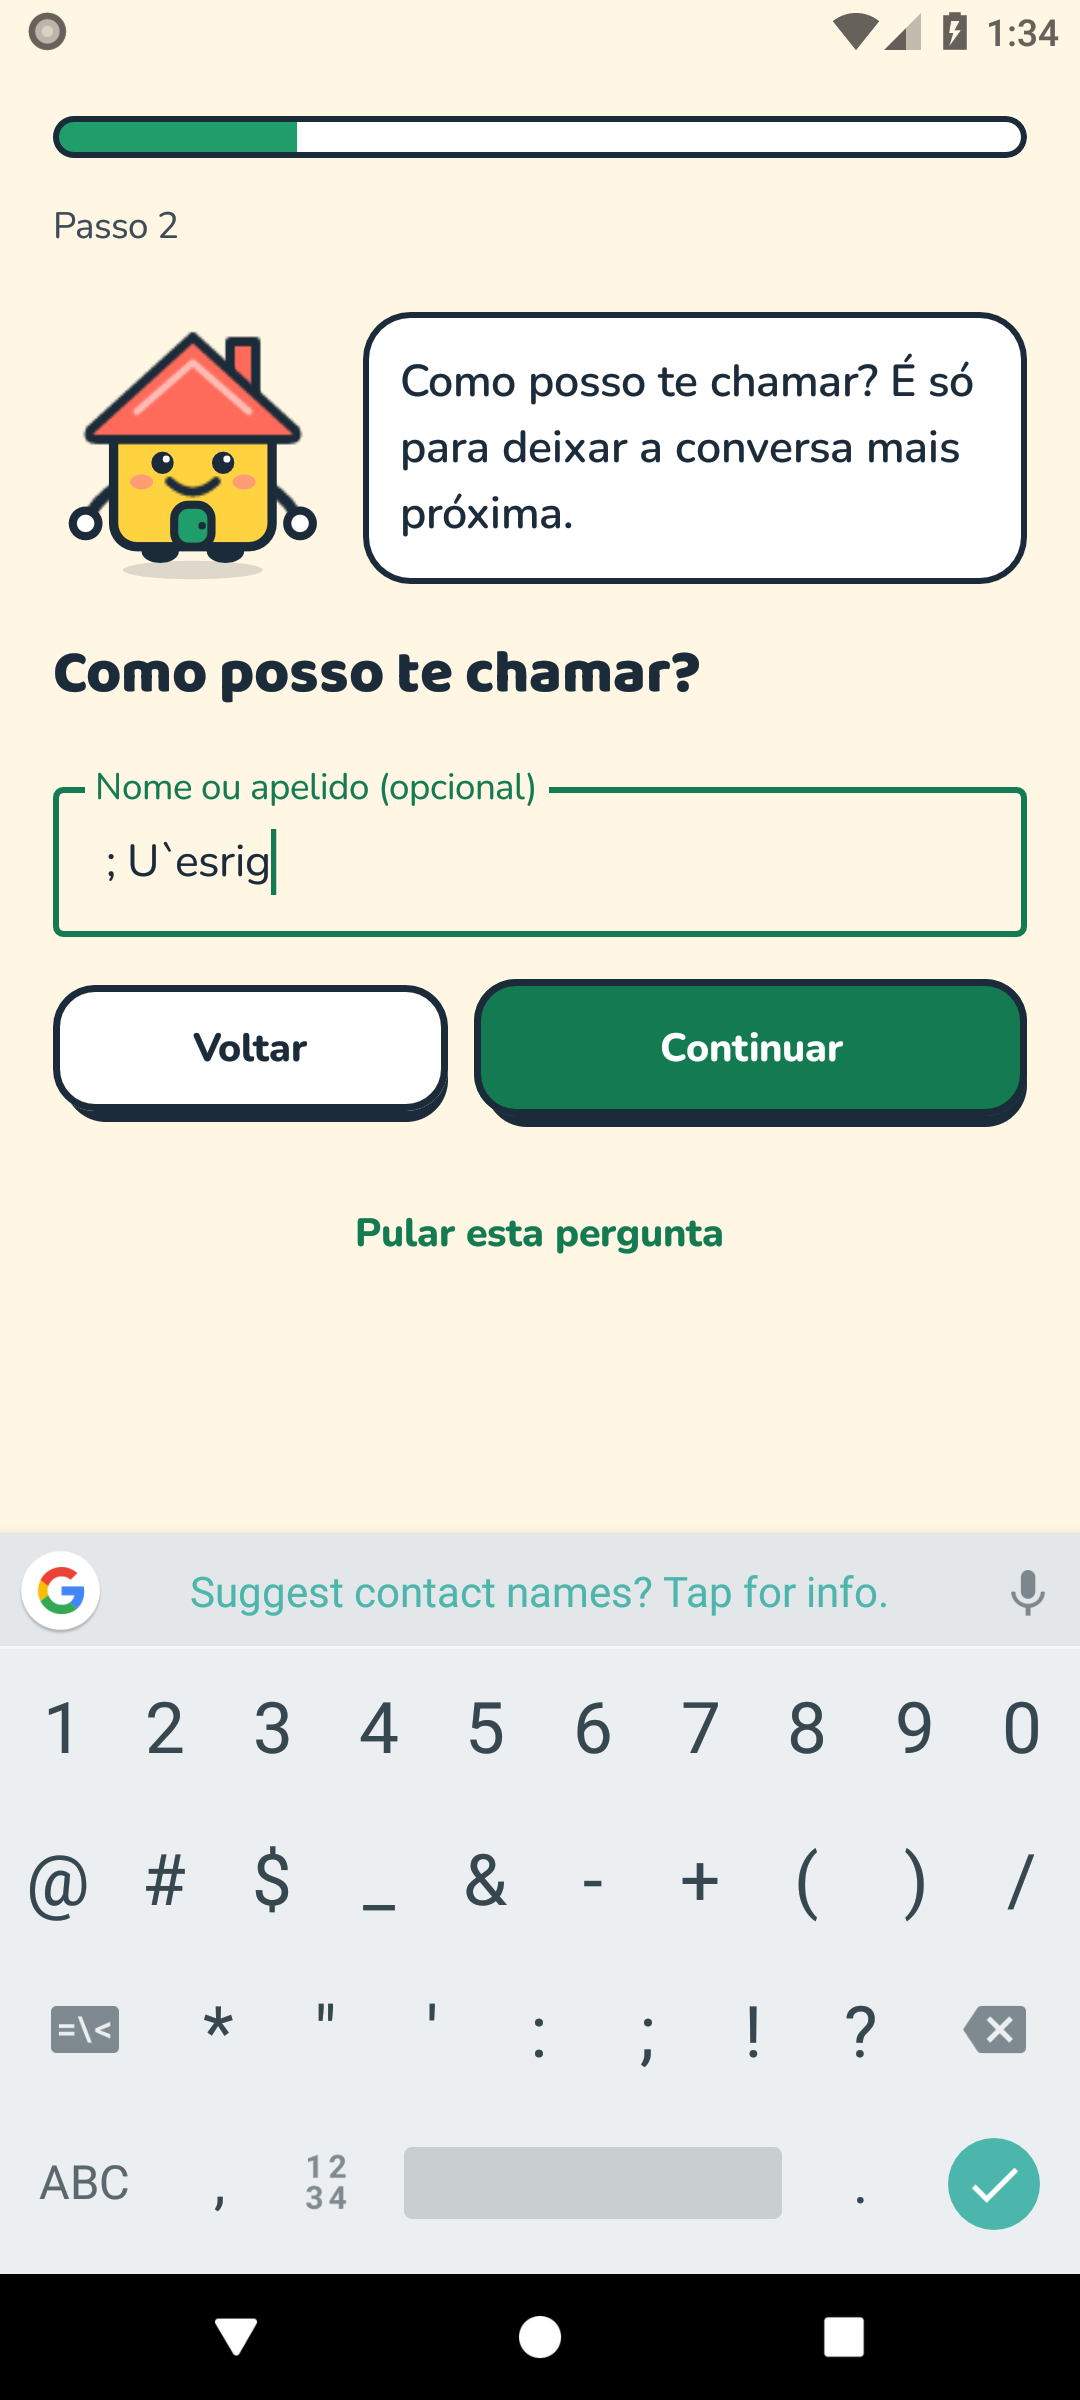 1:34
Passo 2
Como posso te chamar? É só
para deixar a conversa mais
próxima.
Como posso te chamar?
Nome ou apelido (opcional)
; U`esrig
Voltar
Continuar
Pular esta pergunta
G Suggest contact names? Tap for info.
1 2 3 4 5 6 7 8 9 0
@ # $ _ & - + ( ) /
=\< * " ' : ; ! ?
ABC , 12 34 .